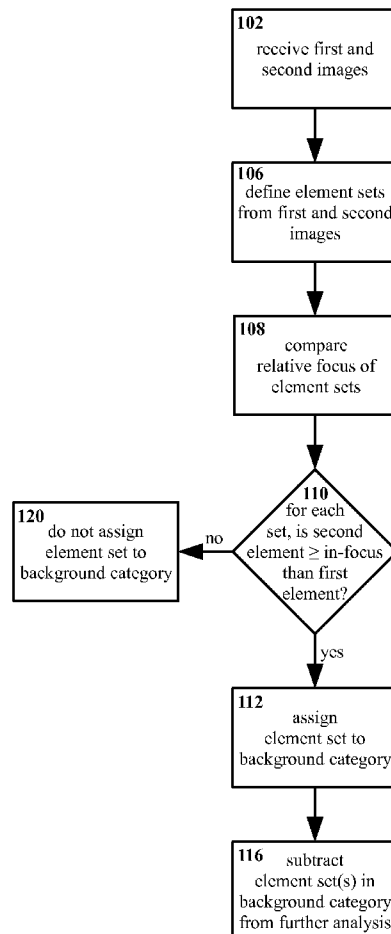 102
receive first and
second images
106
define element sets
from first and second
images
108
compare
relative focus of
element sets
110
for each
set, is second
element ≥ in-focus
than first
element?
no
120
do not assign
element set to
background category
yes
112
assign
element set to
background category
116
subtract
element set(s) in
background category
from further analysis